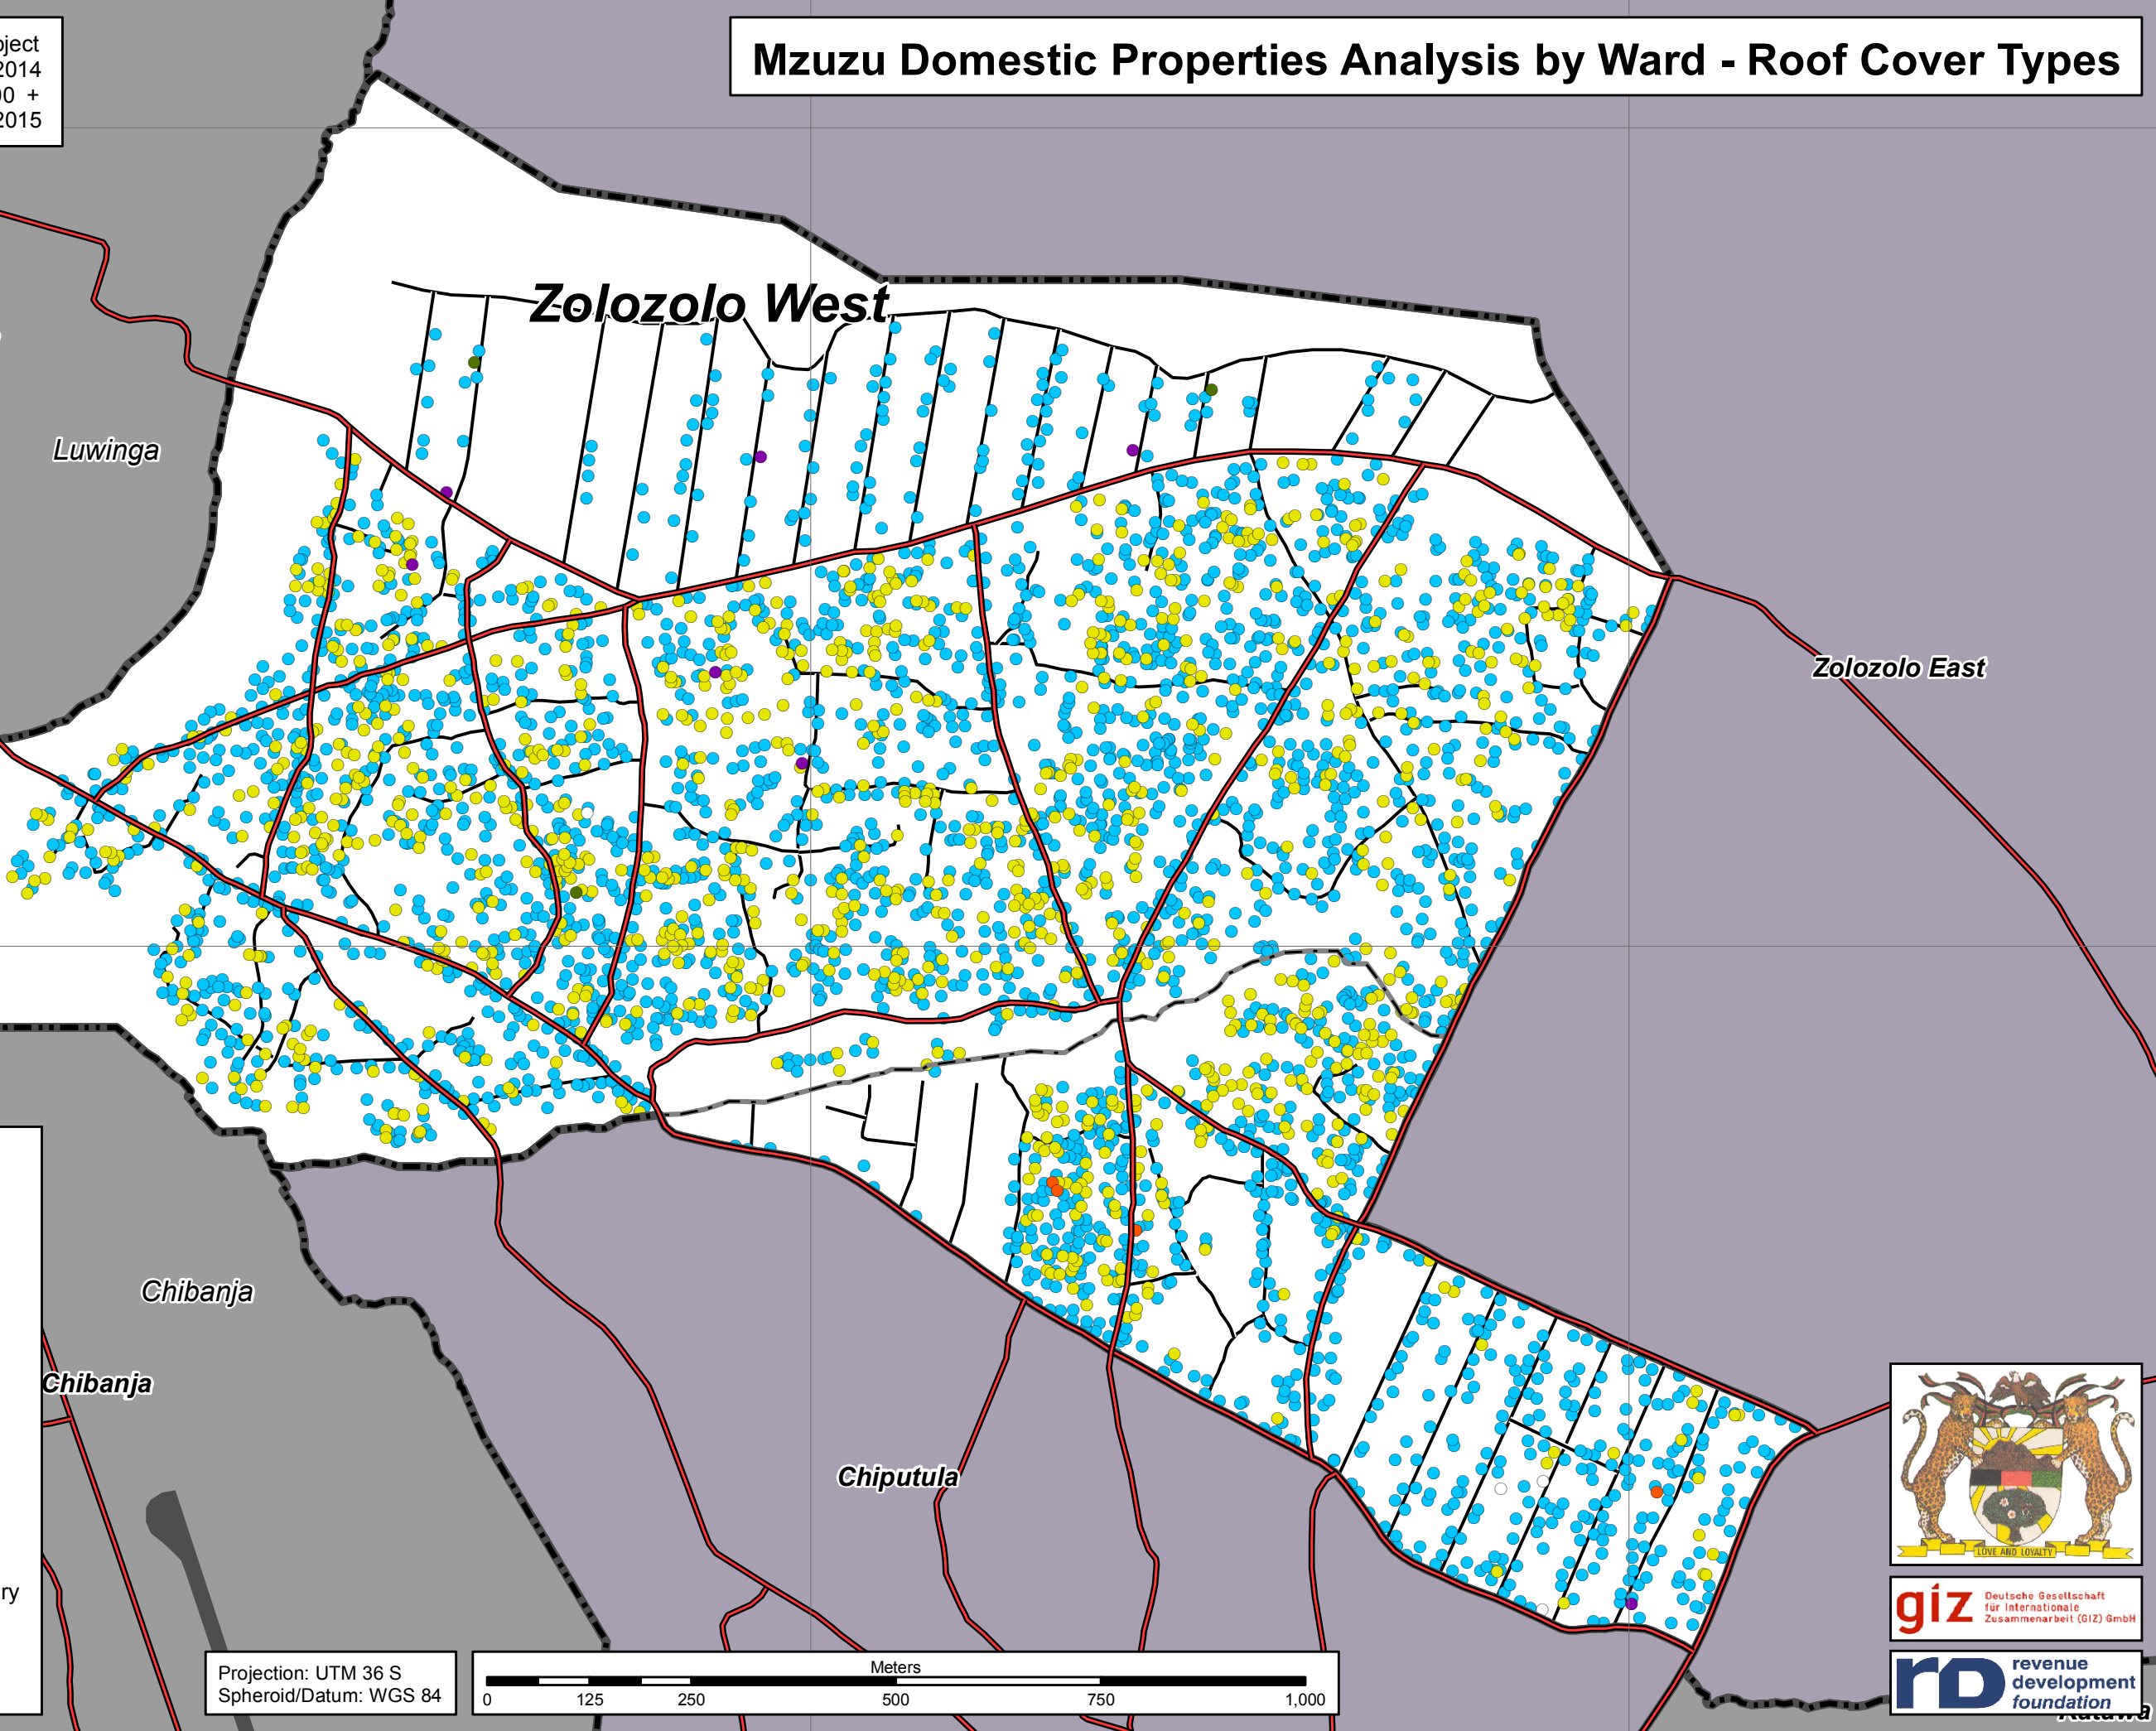 oject
2014
00 +
2015
Mzuzu Domestic Properties Analysis by Ward - Roof Cover Types
Zolozolo West
Luwinga
Zolozolo East
Chibanja
Chibanja
Chiputula
ry
LOVE AND LOYALTY
giz
Deutsche Gesellschaft
für Internationale
Zusammenarbeit (GIZ) GmbH
Projection: UTM 36 S
Spheroid/Datum: WGS 84
Meters
0 125 250 500 750 1,000
rD
revenue
development
foundation